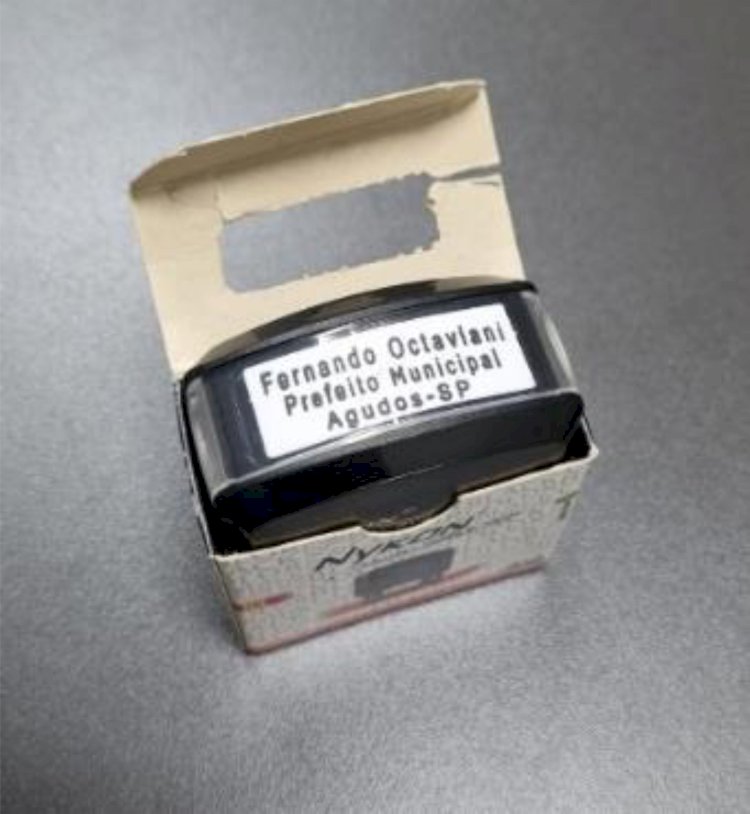 Fernando Octaviani
Prefeito Municipal
Agudos-SP
NYKON
T